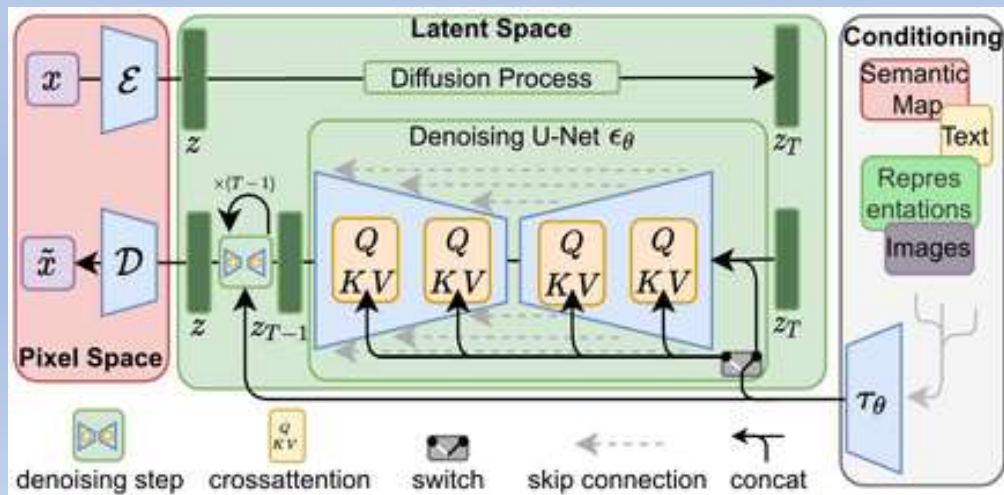 Latent Space
Conditioning
x
ℰ
z
Diffusion Process
z_T
Semantic
Map
Text
Denoising U-Net ϵ_θ
×(T−1)
Repres
entations
Images
x̃
𝒟
z
z_{T−1}
Q
KV
Q
KV
Q
KV
Q
KV
z_T
Pixel Space
τ_θ
Q
KV
denoising step
crossattention
switch
skip connection
concat